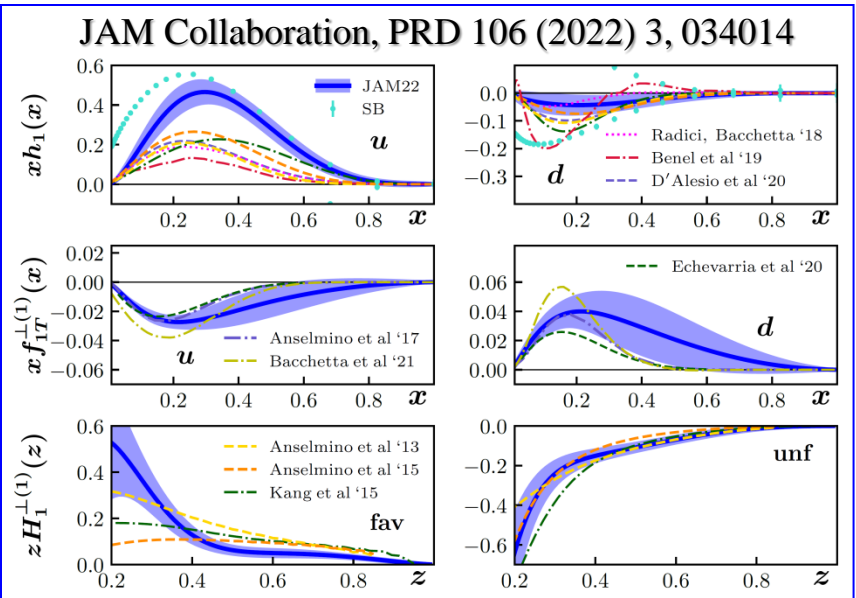 JAM Collaboration, PRD 106 (2022) 3, 034014
xh₁(x)
0.6
0.4
0.2
0.0
JAM22
SB
u
0.2 0.4 0.6 0.8 x
0.0
−0.1
−0.2
−0.3
Radici, Bacchetta ‘18
Benel et al ‘19
D′Alesio et al ‘20
d
0.2 0.4 0.6 0.8 x
xf₁T^⊥(1)(x)
0.02
0.00
−0.02
−0.04
−0.06
Anselmino et al ‘17
Bacchetta et al ‘21
u
0.2 0.4 0.6 0.8 x
0.06
0.04
0.02
0.00
Echevarria et al ‘20
d
0.2 0.4 0.6 0.8 x
zH₁^⊥(1)(z)
0.6
0.4
0.2
0.0
Anselmino et al ‘13
Anselmino et al ‘15
Kang et al ‘15
fav
0.2 0.4 0.6 0.8 z
0.0
−0.2
−0.4
−0.6
unf
0.2 0.4 0.6 0.8 z